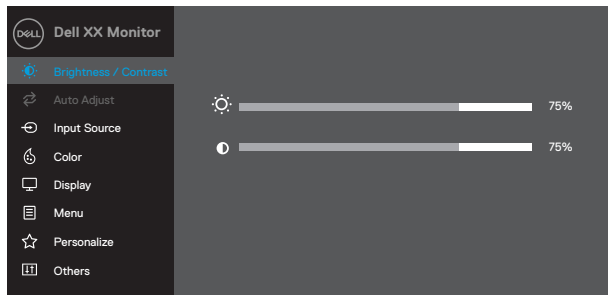 DELL Dell XX Monitor
Brightness / Contrast
Auto Adjust
75%
Input Source
Color
75%
Display
Menu
Personalize
Others